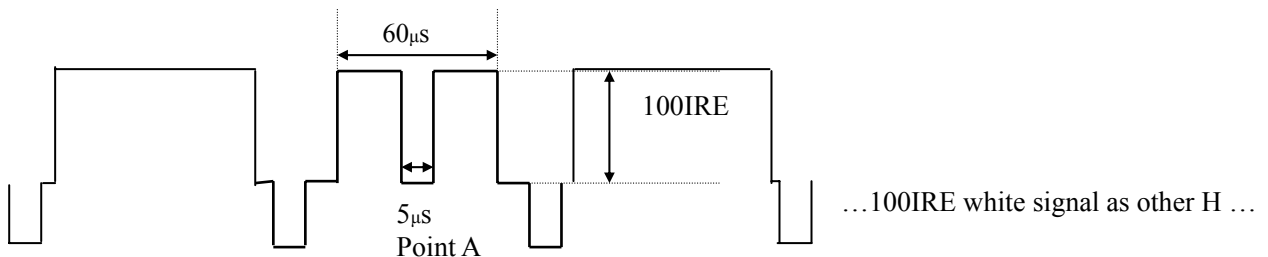 60μs
100IRE
…100IRE white signal as other H …
5μs
Point A